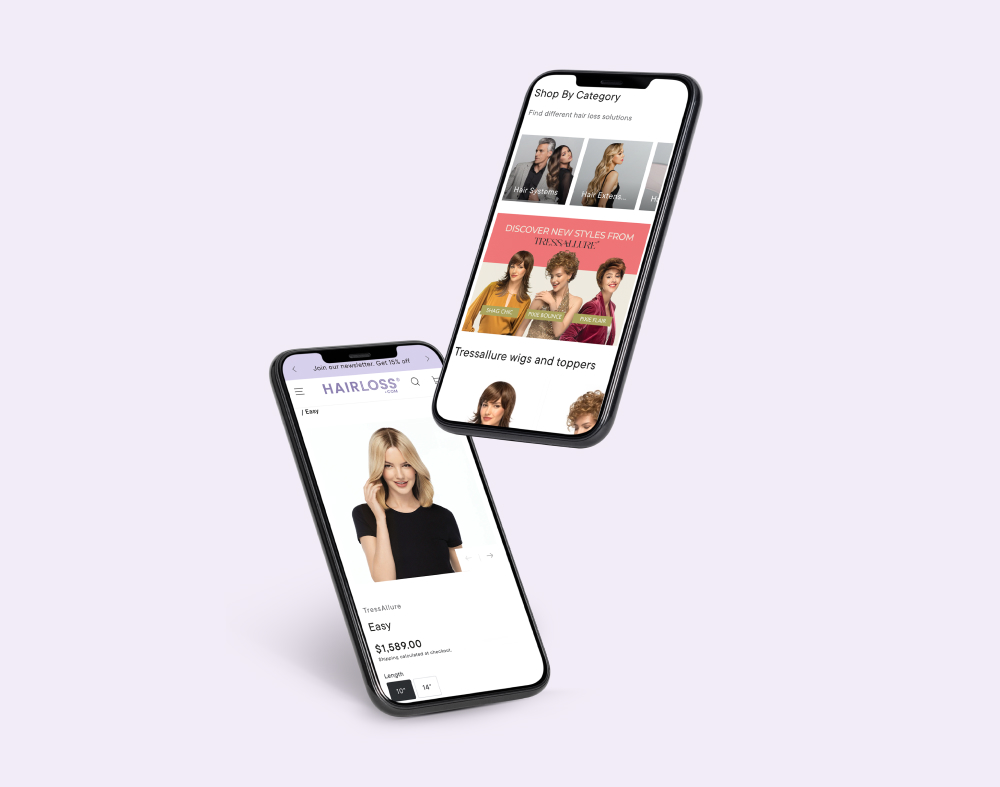 Shop By Category
Find different hair loss solutions
Hair Systems
Hair Extens...
H
DISCOVER NEW STYLES FROM
TRESSALLURE
SHAG CHIC
PIXIE BOUNCE
PIXIE FLAIR
Tressallure wigs and toppers
Join our newsletter. Get 15% off
HAIRLOSS®
.COM
/ Easy
TressAllure
Easy
$1,589.00
Shipping calculated at checkout.
Length
10"
14"